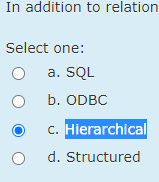 In addition to relation
Select one:
a. SQL
b. ODBC
c. Hierarchical
d. Structured